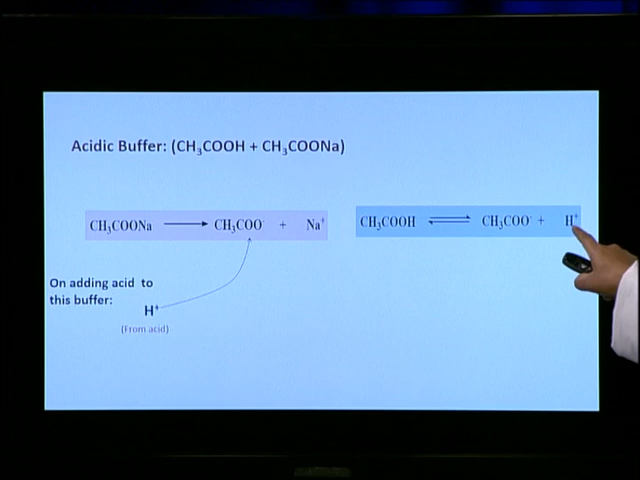 Acidic Buffer: (CH₃COOH + CH₃COONa)
CH₃COONa ⟶ CH₃COO⁻ + Na⁺
CH₃COOH ⇌ CH₃COO⁻ + H⁺
On adding acid to
this buffer:
H⁺
(From acid)